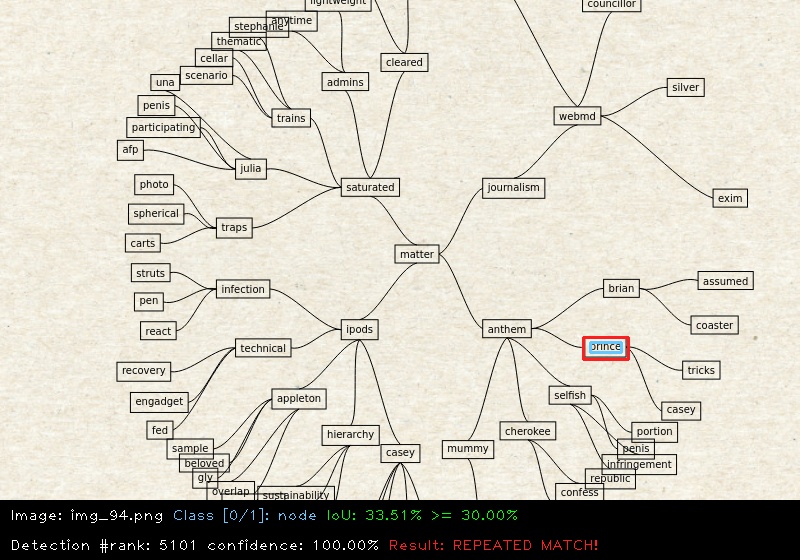 lightweight
councillor
anytime
stephanie
thematic
cleared
cellar
scenario
admins
una
silver
penis
trains
webmd
participating
afp
julia
photo
saturated
journalism
exim
spherical
traps
carts
matter
struts
infection
brian
assumed
pen
react
ipods
anthem
coaster
technical
prince
recovery
tricks
engadget
appleton
selfish
casey
fed
hierarchy
cherokee
portion
sample
casey
mummy
penis
beloved
infringement
gly
republic
overlap
sustainability
confess
Image: img_94.png Class [0/1]: node IoU: 33.51% >= 30.00%
Detection #rank: 5101 confidence: 100.00% Result: REPEATED MATCH!